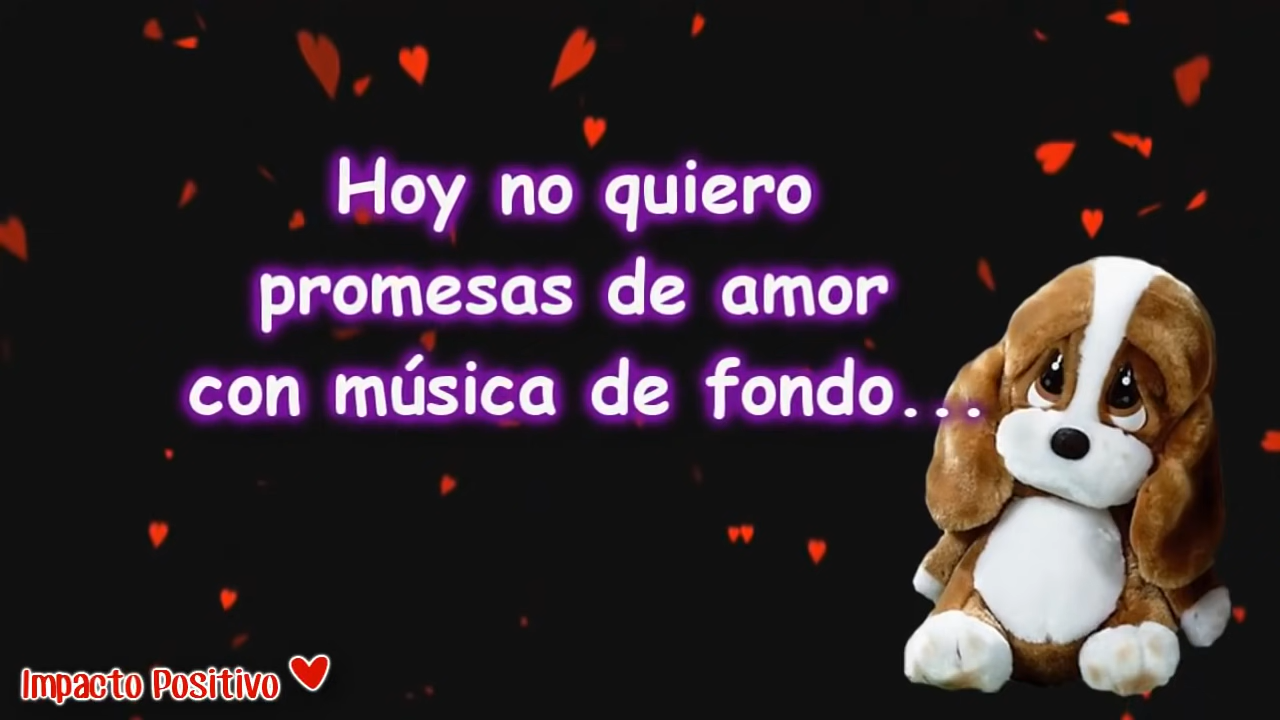 Hoy no quiero
promesas de amor
con música de fondo...
Impacto Positivo